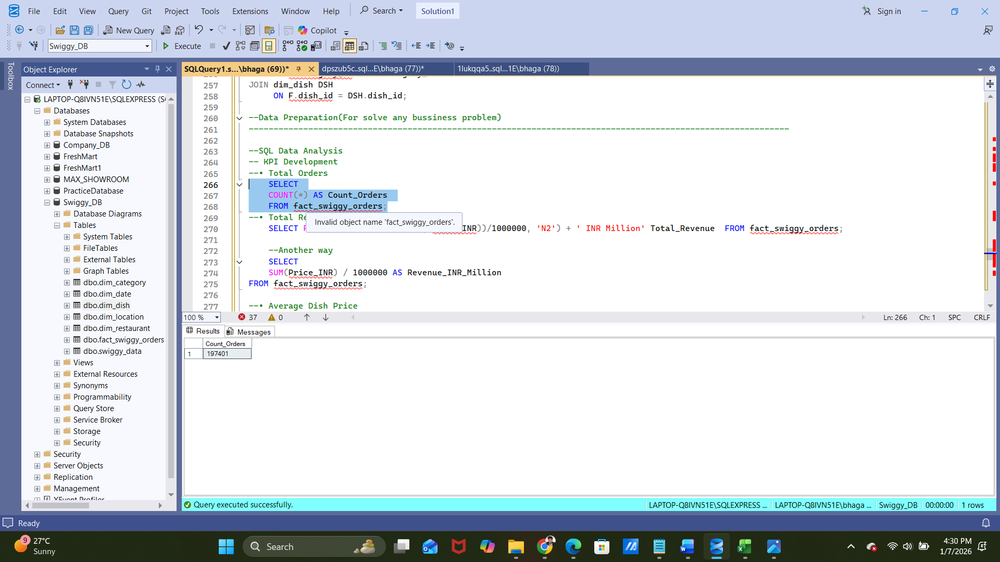 File Edit View Query Git Project Tools Extensions Window Help Search Solution1 Sign in
New Query DAX Copilot
Swiggy_DB Execute
Toolbox
Object Explorer
Connect
LAPTOP-Q8IVN51E\SQLEXPRESS (S
Databases
System Databases
Database Snapshots
Company_DB
FreshMart
FreshMart1
MAX_SHOWROOM
PracticeDatabase
Swiggy_DB
Database Diagrams
Tables
System Tables
FileTables
External Tables
Graph Tables
dbo.dim_category
dbo.dim_date
dbo.dim_dish
dbo.dim_location
dbo.dim_restaurant
dbo.fact_swiggy_orders
dbo.swiggy_data
Views
External Resources
Synonyms
Programmability
Query Store
Service Broker
Storage
Security
Security
Server Objects
Replication
Management
XEvent Profiler
SQLQuery1.s...\bhaga (69))* dpszub5c..sql...E\bhaga (77))* 1lukqqa5..sql...1E\bhaga (78))
257 JOIN dim_dish DSH
258 ON F.dish_id = DSH.dish_id;
259
260 --Data Preparation(For solve any bussiness problem)
261 -------------------------------------------------------------------------------------------------------------
262
263 --SQL Data Analysis
264 -- KPI Development
265 --• Total Orders
266 SELECT
267 COUNT(*) AS Count_Orders
268 FROM fact_swiggy_orders;
269 --• Total Re
Invalid object name 'fact_swiggy_orders'.
270 SELECT INR))/1000000, 'N2') + ' INR Million' Total_Revenue FROM fact_swiggy_orders;
271
272 --Another way
273 SELECT
274 SUM(Price_INR) / 1000000 AS Revenue_INR_Million
275 FROM fact_swiggy_orders;
276
277 --• Average Dish Price
100 % 37 0 Ln: 266 Ch: 1 SPC CRLF
Results Messages
Count_Orders
1 197401
Query executed successfully. LAPTOP-Q8IVN51E\SQLEXPRESS ... LAPTOP-Q8IVN51E\bhaga ... Swiggy_DB 00:00:00 1 rows
Ready
9 27°C
Sunny
Search
4:30 PM
1/7/2026